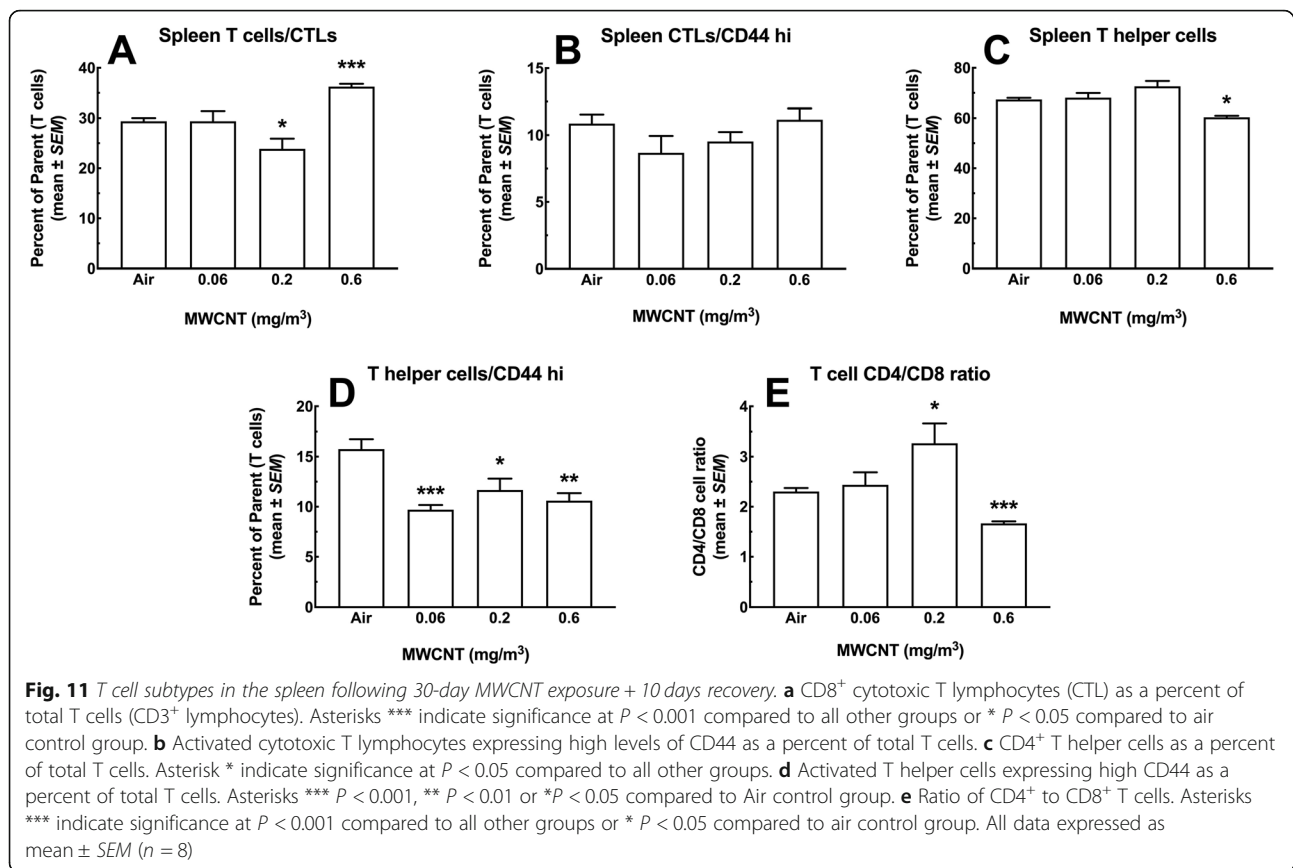 A
Spleen T cells/CTLs
Percent of Parent (T cells)
(mean ± SEM)
40
30
20
10
0
*
***
Air 0.06 0.2 0.6
MWCNT (mg/m³)
B
Spleen CTLs/CD44 hi
Percent of Parent (T cells)
(mean ± SEM)
15
10
5
0
Air 0.06 0.2 0.6
MWCNT (mg/m³)
C
Spleen T helper cells
Percent of Parent (T cells)
(mean ± SEM)
80
60
40
20
0
*
Air 0.06 0.2 0.6
MWCNT (mg/m³)
D
T helper cells/CD44 hi
Percent of Parent (T cells)
(mean ± SEM)
20
15
10
5
0
***
*
**
Air 0.06 0.2 0.6
MWCNT (mg/m³)
E
T cell CD4/CD8 ratio
CD4/CD8 cell ratio
(mean ± SEM)
4
3
2
1
0
*
***
Air 0.06 0.2 0.6
MWCNT (mg/m³)
Fig. 11 T cell subtypes in the spleen following 30-day MWCNT exposure + 10 days recovery. a CD8⁺ cytotoxic T lymphocytes (CTL) as a percent of
total T cells (CD3⁺ lymphocytes). Asterisks *** indicate significance at P < 0.001 compared to all other groups or * P < 0.05 compared to air
control group. b Activated cytotoxic T lymphocytes expressing high levels of CD44 as a percent of total T cells. c CD4⁺ T helper cells as a percent
of total T cells. Asterisk * indicate significance at P < 0.05 compared to all other groups. d Activated T helper cells expressing high CD44 as a
percent of total T cells. Asterisks *** P < 0.001, ** P < 0.01 or *P < 0.05 compared to Air control group. e Ratio of CD4⁺ to CD8⁺ T cells. Asterisks
*** indicate significance at P < 0.001 compared to all other groups or * P < 0.05 compared to air control group. All data expressed as
mean ± SEM (n = 8)